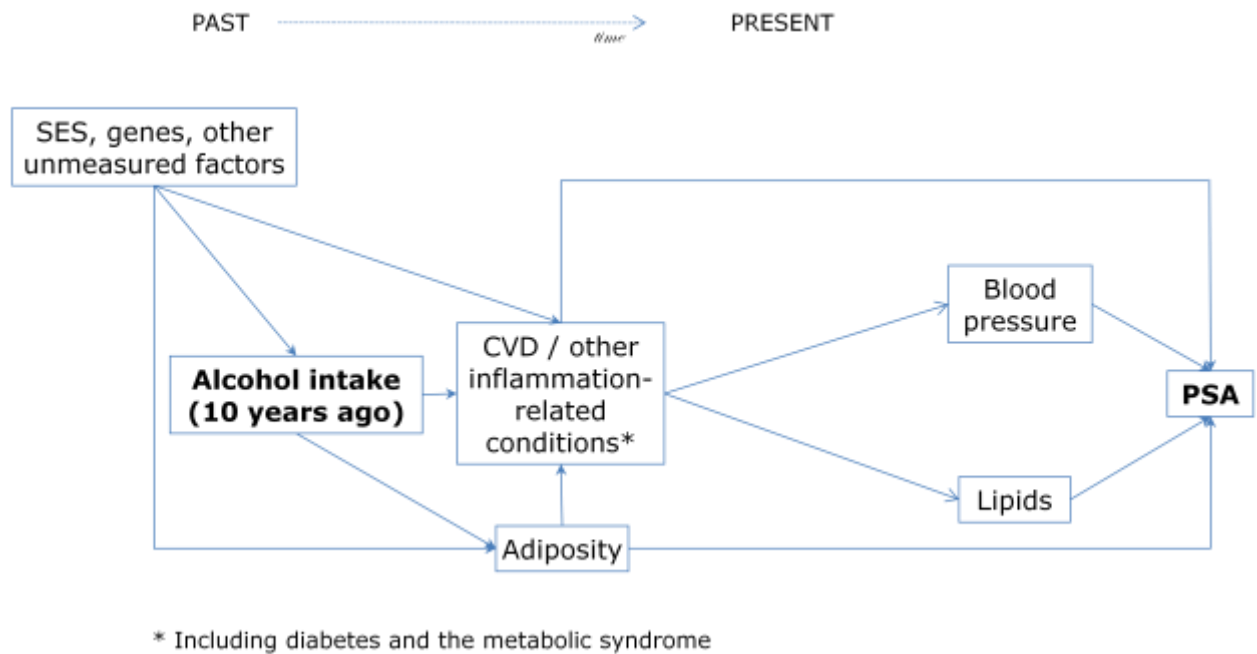 PAST
time
PRESENT
SES, genes, other
unmeasured factors
Blood
pressure
CVD / other
inflammation-
related
conditions*
Alcohol intake
(10 years ago)
PSA
Lipids
Adiposity
* Including diabetes and the metabolic syndrome